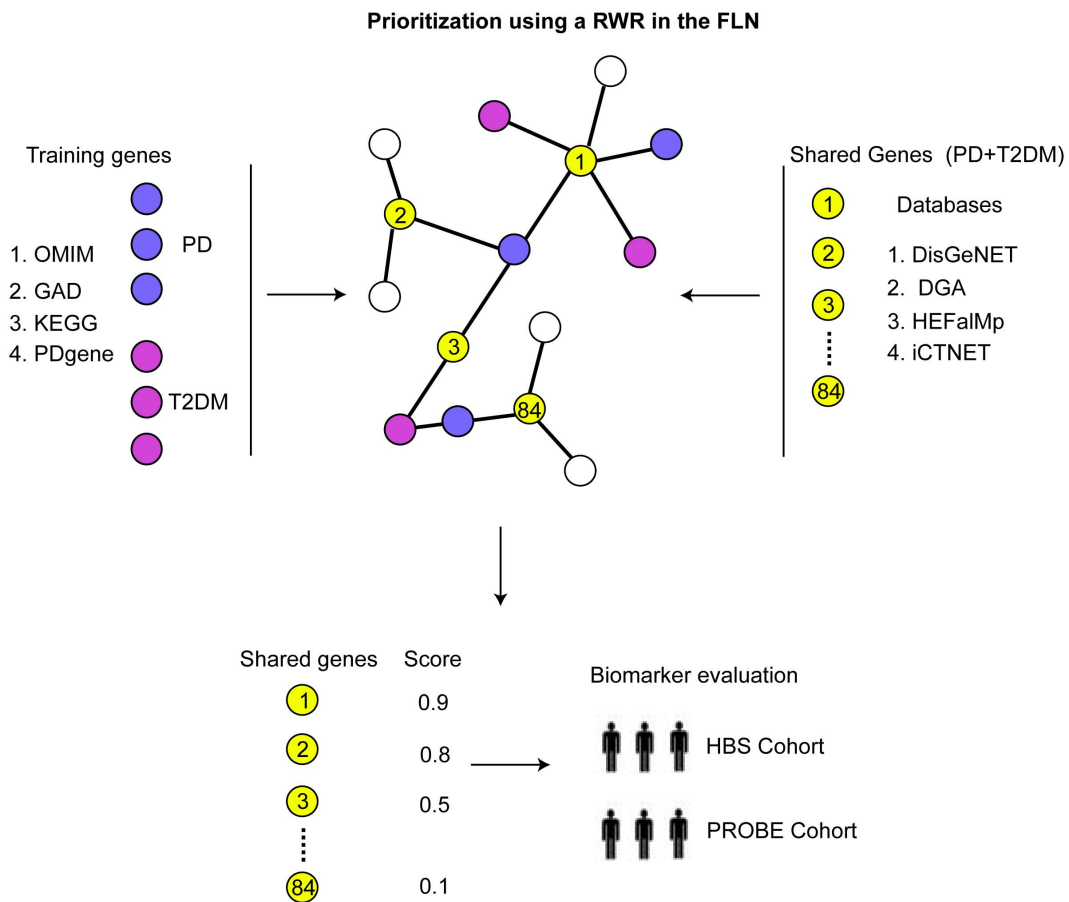 Prioritization using a RWR in the FLN
Training genes
PD
1. OMIM
2. GAD
3. KEGG
4. PDgene
T2DM
1
2
3
84
Shared Genes (PD+T2DM)
1
Databases
2
1. DisGeNET
2. DGA
3
3. HEFalMp
4. iCTNET
84
Shared genes Score
1 0.9
2 0.8
3 0.5
84 0.1
Biomarker evaluation
HBS Cohort
PROBE Cohort